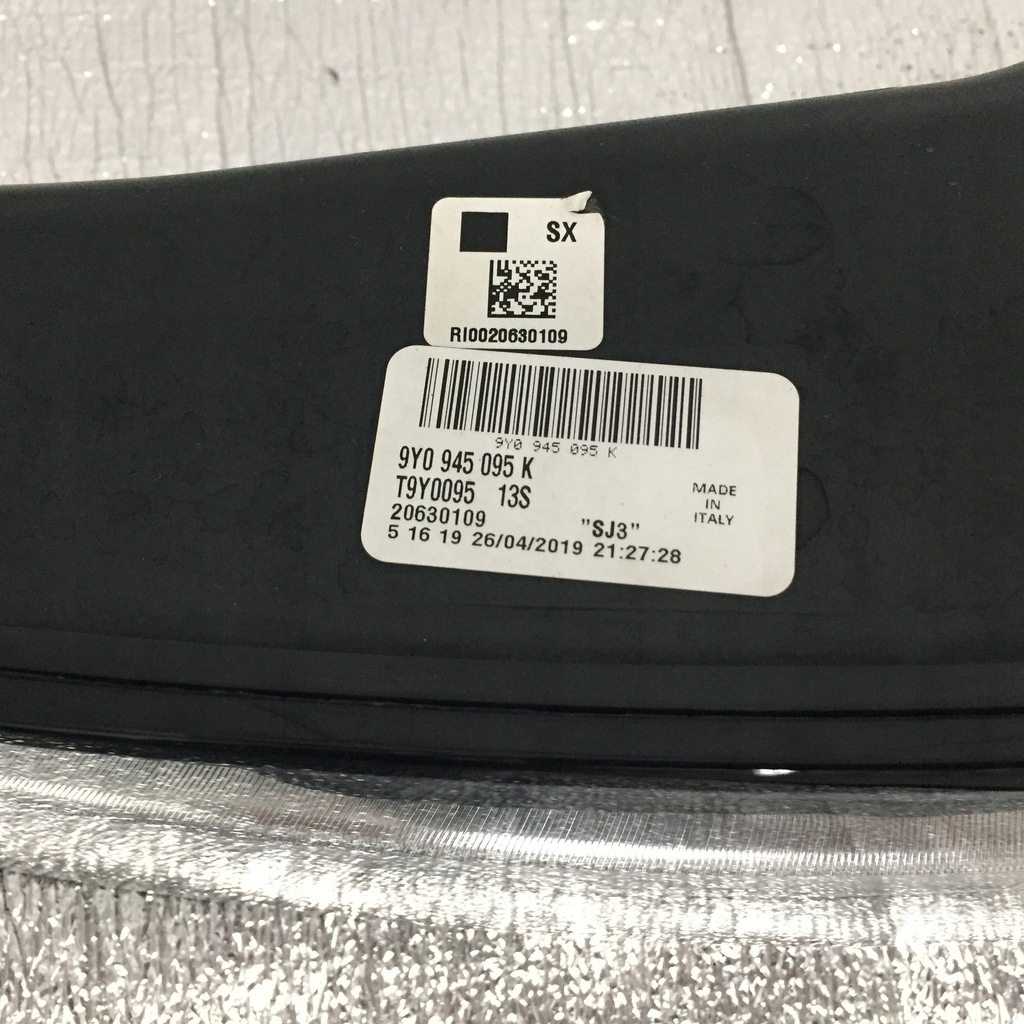 SX
RI0020630109
9Y0 945 095 K
9Y0 945 095 K
T9Y0095 13S
20630109
"SJ3"
5 16 19 26/04/2019 21:27:28
MADE
IN
ITALY